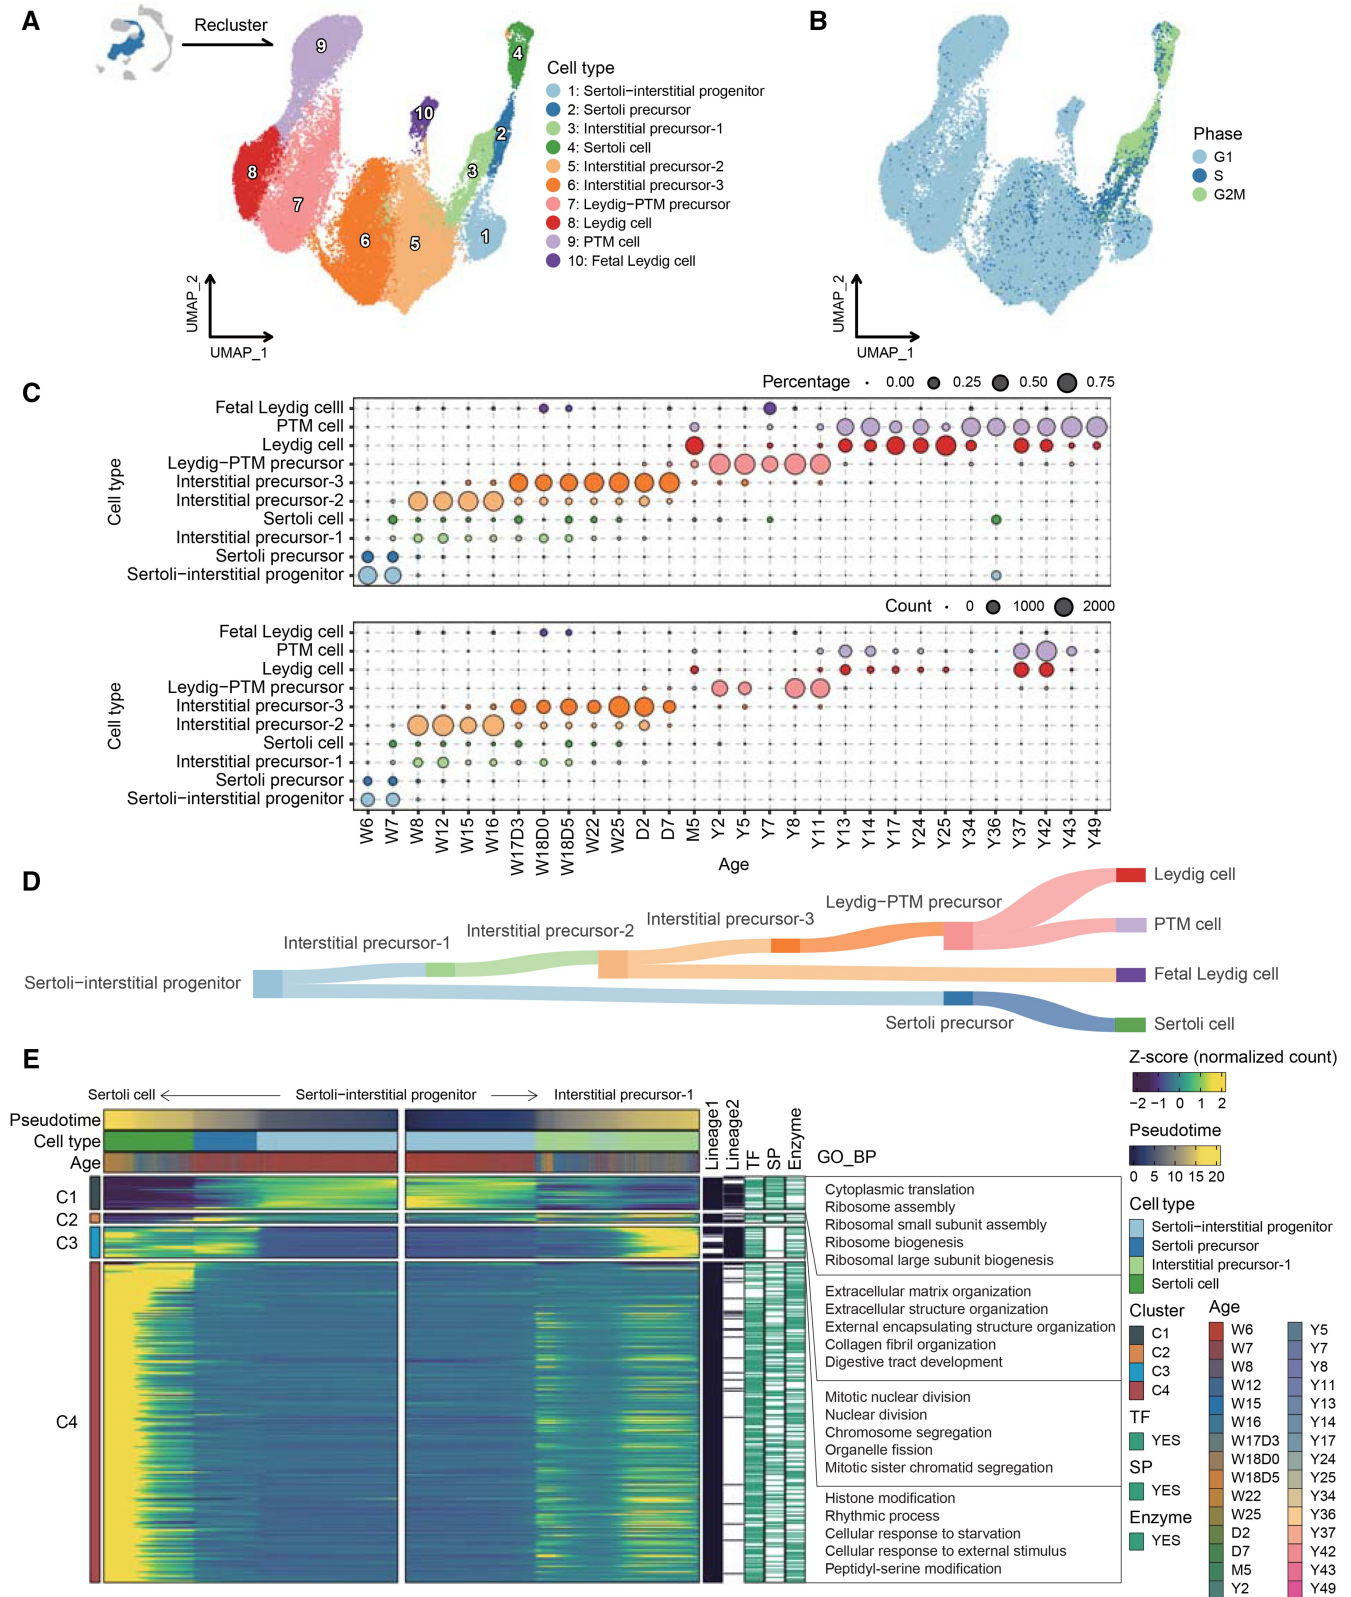 A
Recluster
9
4
10
2
3
8
7
6
5
1
UMAP_2
UMAP_1
Cell type
1: Sertoli−interstitial progenitor
2: Sertoli precursor
3: Interstitial precursor-1
4: Sertoli cell
5: Interstitial precursor-2
6: Interstitial precursor-3
7: Leydig−PTM precursor
8: Leydig cell
9: PTM cell
10: Fetal Leydig cell
B
UMAP_2
UMAP_1
Phase
G1
S
G2M
C
Percentage 0.00 0.25 0.50 0.75
Cell type
Fetal Leydig celll
PTM cell
Leydig cell
Leydig−PTM precursor
Interstitial precursor-3
Interstitial precursor-2
Sertoli cell
Interstitial precursor-1
Sertoli precursor
Sertoli−interstitial progenitor
Count 0 1000 2000
Cell type
Fetal Leydig cell
PTM cell
Leydig cell
Leydig−PTM precursor
Interstitial precursor-3
Interstitial precursor-2
Sertoli cell
Interstitial precursor-1
Sertoli precursor
Sertoli−interstitial progenitor
W6 W7 W8 W12 W15 W16 W17D3 W18D0 W18D5 W22 W25 D2 D7 M5 Y2 Y5 Y7 Y8 Y11 Y13 Y14 Y17 Y24 Y25 Y34 Y36 Y37 Y42 Y43 Y49
Age
D
Sertoli−interstitial progenitor
Interstitial precursor-1
Interstitial precursor-2
Interstitial precursor-3
Leydig−PTM precursor
Sertoli precursor
Leydig cell
PTM cell
Fetal Leydig cell
Sertoli cell
E
Sertoli cell
Sertoli−interstitial progenitor
Interstitial precursor-1
Pseudotime
Cell type
Age
C1
C2
C3
C4
Lineage1
Lineage2
TF
SP
Enzyme
GO_BP
Cytoplasmic translation
Ribosome assembly
Ribosomal small subunit assembly
Ribosome biogenesis
Ribosomal large subunit biogenesis
Extracellular matrix organization
Extracellular structure organization
External encapsulating structure organization
Collagen fibril organization
Digestive tract development
Mitotic nuclear division
Nuclear division
Chromosome segregation
Organelle fission
Mitotic sister chromatid segregation
Histone modification
Rhythmic process
Cellular response to starvation
Cellular response to external stimulus
Peptidyl-serine modification
Z-score (normalized count)
−2 −1 0 1 2
Pseudotime
0 5 10 15 20
Cell type
Sertoli−interstitial progenitor
Sertoli precursor
Interstitial precursor-1
Sertoli cell
Cluster
C1
C2
C3
C4
TF
YES
SP
YES
Enzyme
YES
Age
W6
W7
W8
W12
W15
W16
W17D3
W18D0
W18D5
W22
W25
D2
D7
M5
Y2
Y5
Y7
Y8
Y11
Y13
Y14
Y17
Y24
Y25
Y34
Y36
Y37
Y42
Y43
Y49